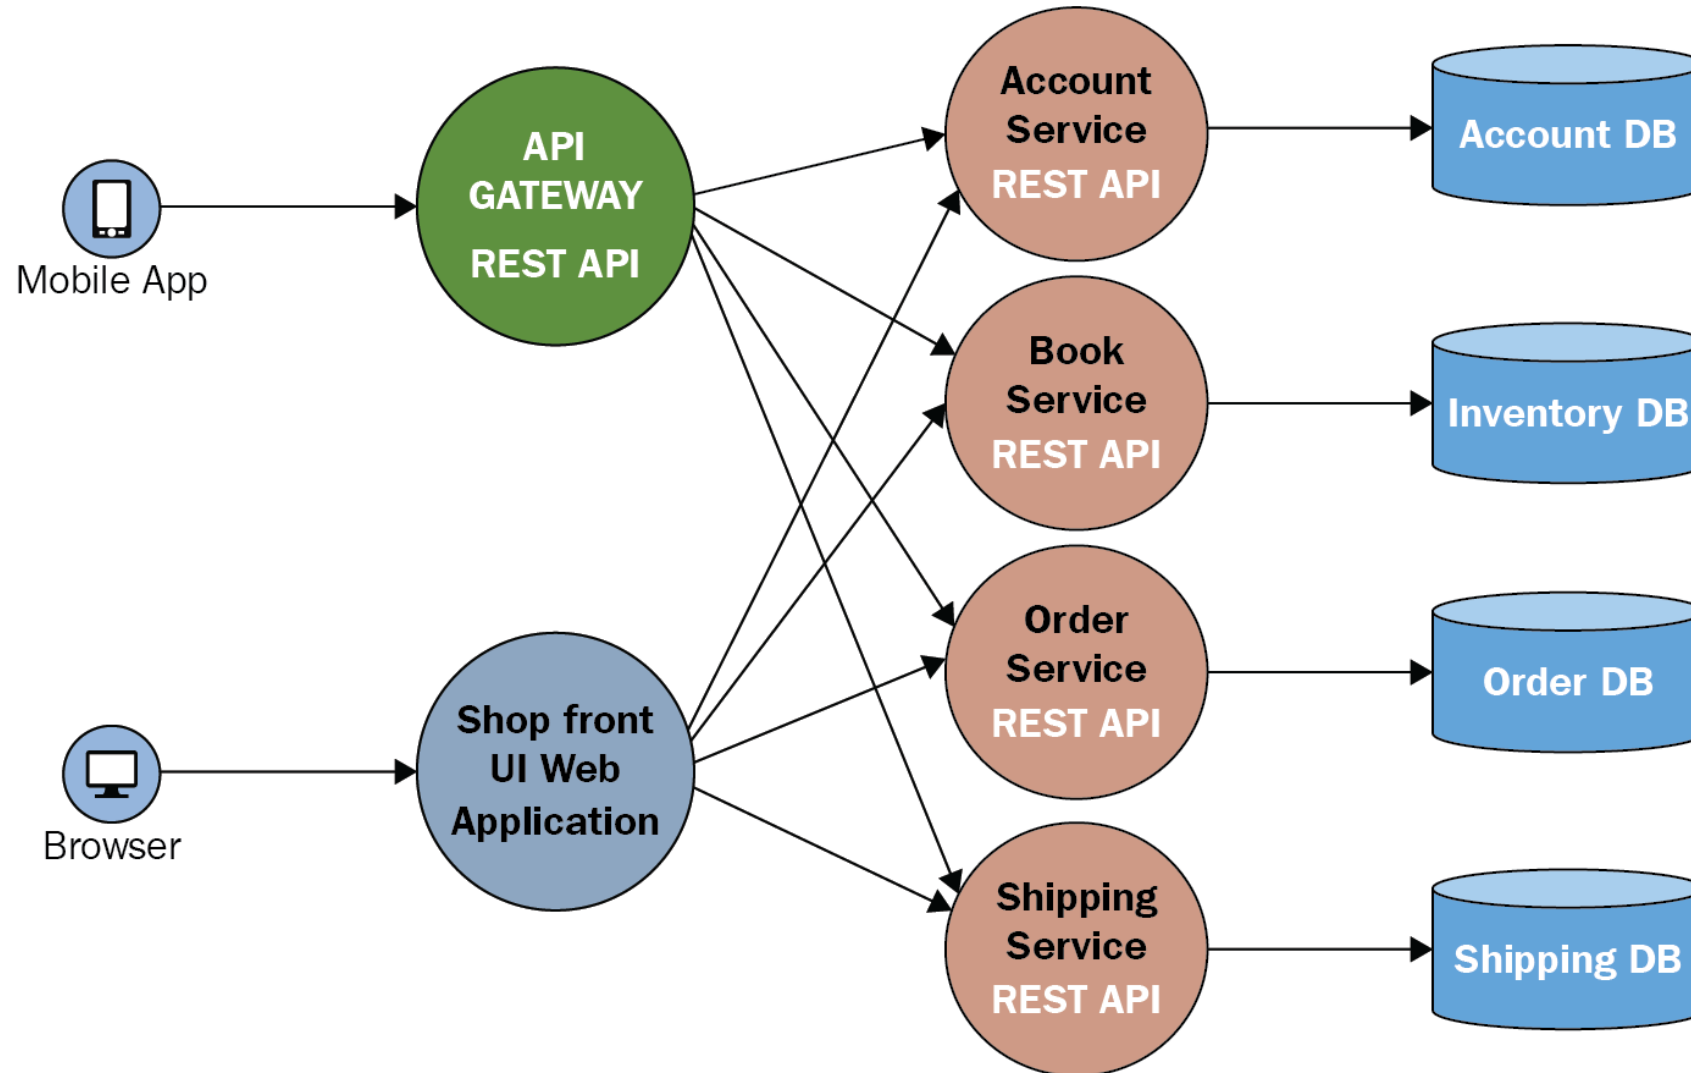 Mobile App
API
GATEWAY
REST API
Browser
Shop front
UI Web
Application
Account
Service
REST API
Book
Service
REST API
Order
Service
REST API
Shipping
Service
REST API
Account DB
Inventory DB
Order DB
Shipping DB